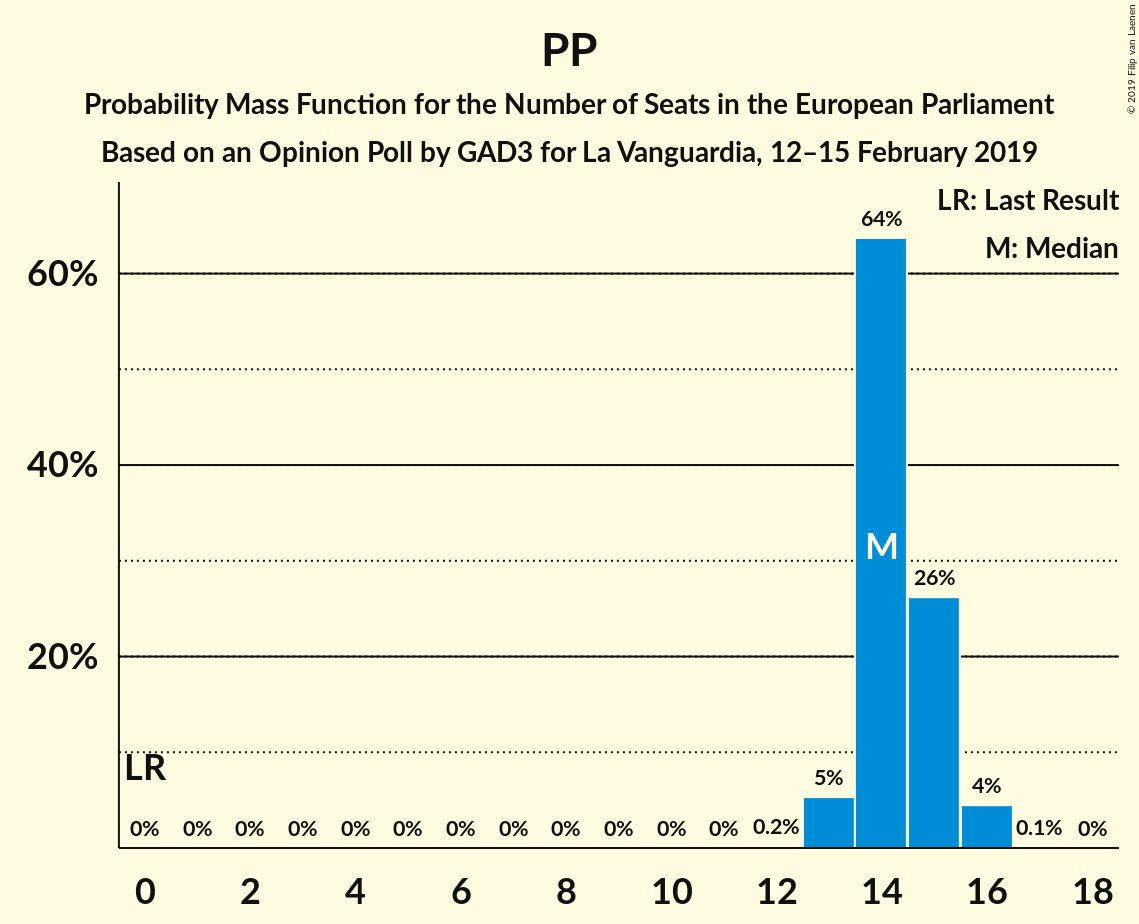 PP
Probability Mass Function for the Number of Seats in the European Parliament
Based on an Opinion Poll by GAD3 for La Vanguardia, 12–15 February 2019
© 2019 Filip van Laenen
LR: Last Result
M: Median
64%
60%
40%
M
26%
20%
LR
5%
4%
0% 0% 0% 0% 0% 0% 0% 0% 0% 0% 0% 0% 0.2% 0.1% 0%
0 2 4 6 8 10 12 14 16 18